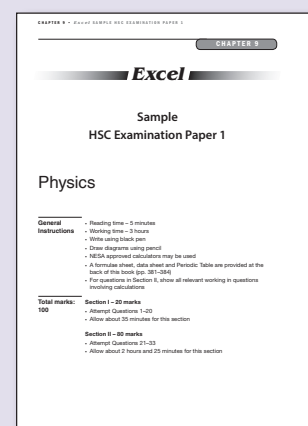 CHAPTER 9 • Excel SAMPLE HSC EXAMINATION PAPER 1
CHAPTER 9
Excel
Sample
HSC Examination Paper 1
Physics
General Instructions
• Reading time – 5 minutes
• Working time – 3 hours
• Write using black pen
• Draw diagrams using pencil
• NESA approved calculators may be used
• A formulae sheet, data sheet and Periodic Table are provided at the
back of this book (pp. 381–384)
• For questions in Section II, show all relevant working in questions
involving calculations
Total marks:
100
Section I – 20 marks
• Attempt Questions 1–20
• Allow about 35 minutes for this section
Section II – 80 marks
• Attempt Questions 21–33
• Allow about 2 hours and 25 minutes for this section